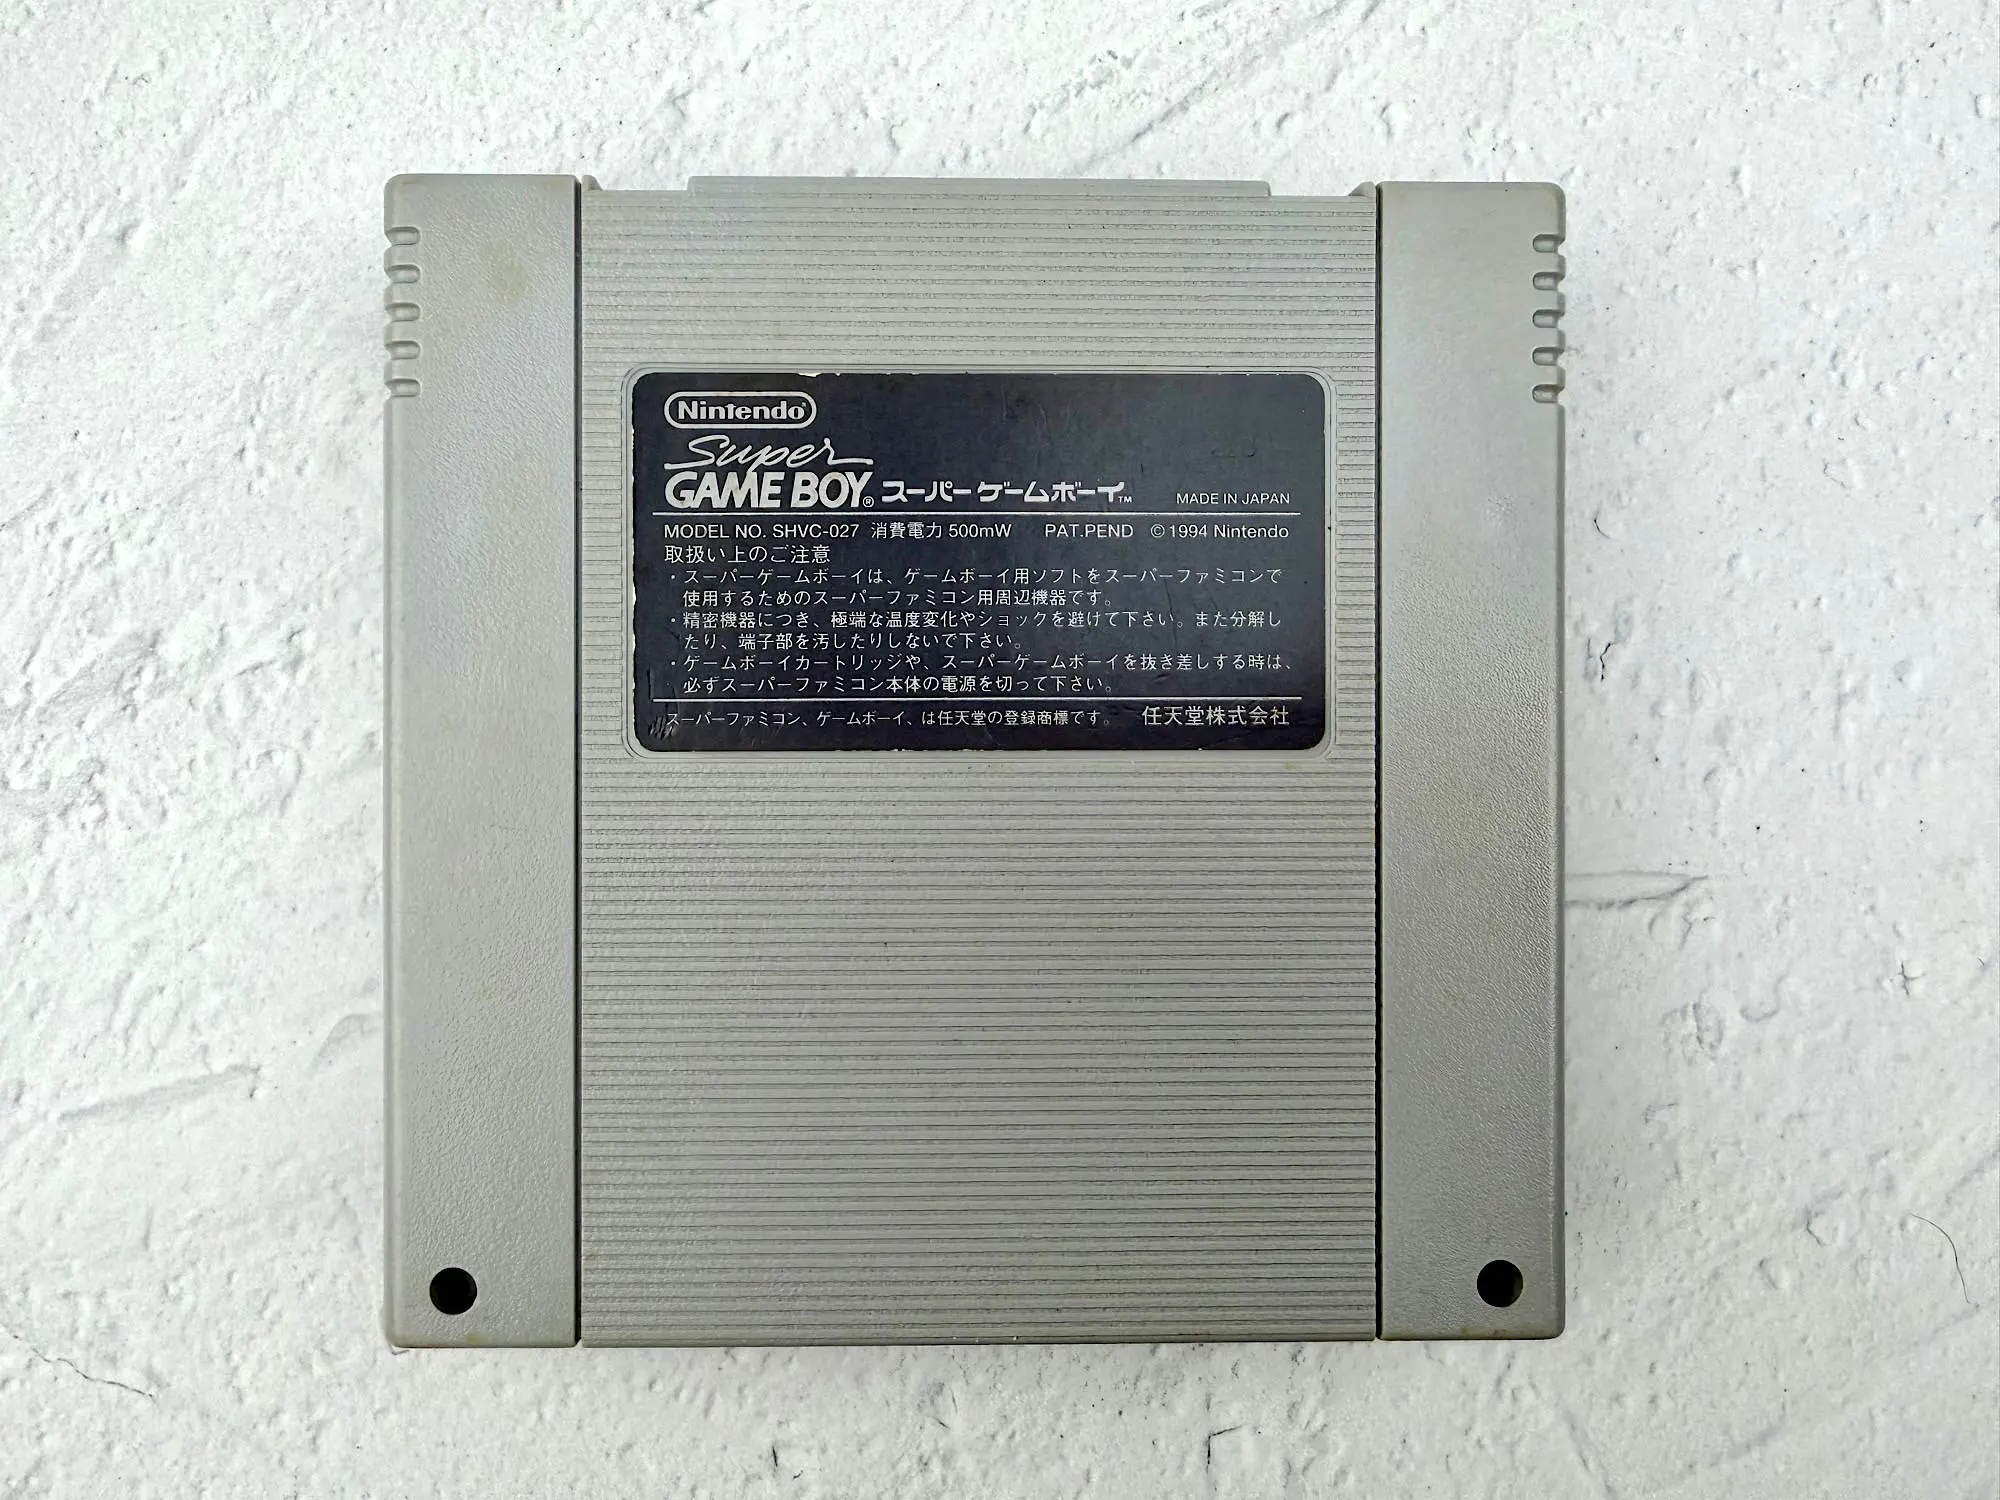 Nintendo®
Super
GAME BOY® スーパーゲームボーイ™ MADE IN JAPAN
MODEL NO. SHVC-027 消費電力 500mW PAT.PEND ©1994 Nintendo
取扱い上のご注意
・スーパーゲームボーイは、ゲームボーイ用ソフトをスーパーファミコンで
使用するためのスーパーファミコン用周辺機器です。
・精密機器につき、極端な温度変化やショックを避けて下さい。また分解し
たり、端子部を汚したりしないで下さい。
・ゲームボーイカートリッジや、スーパーゲームボーイを抜き差しする時は、
必ずスーパーファミコン本体の電源を切って下さい。
スーパーファミコン、ゲームボーイ、は任天堂の登録商標です。 任天堂株式会社